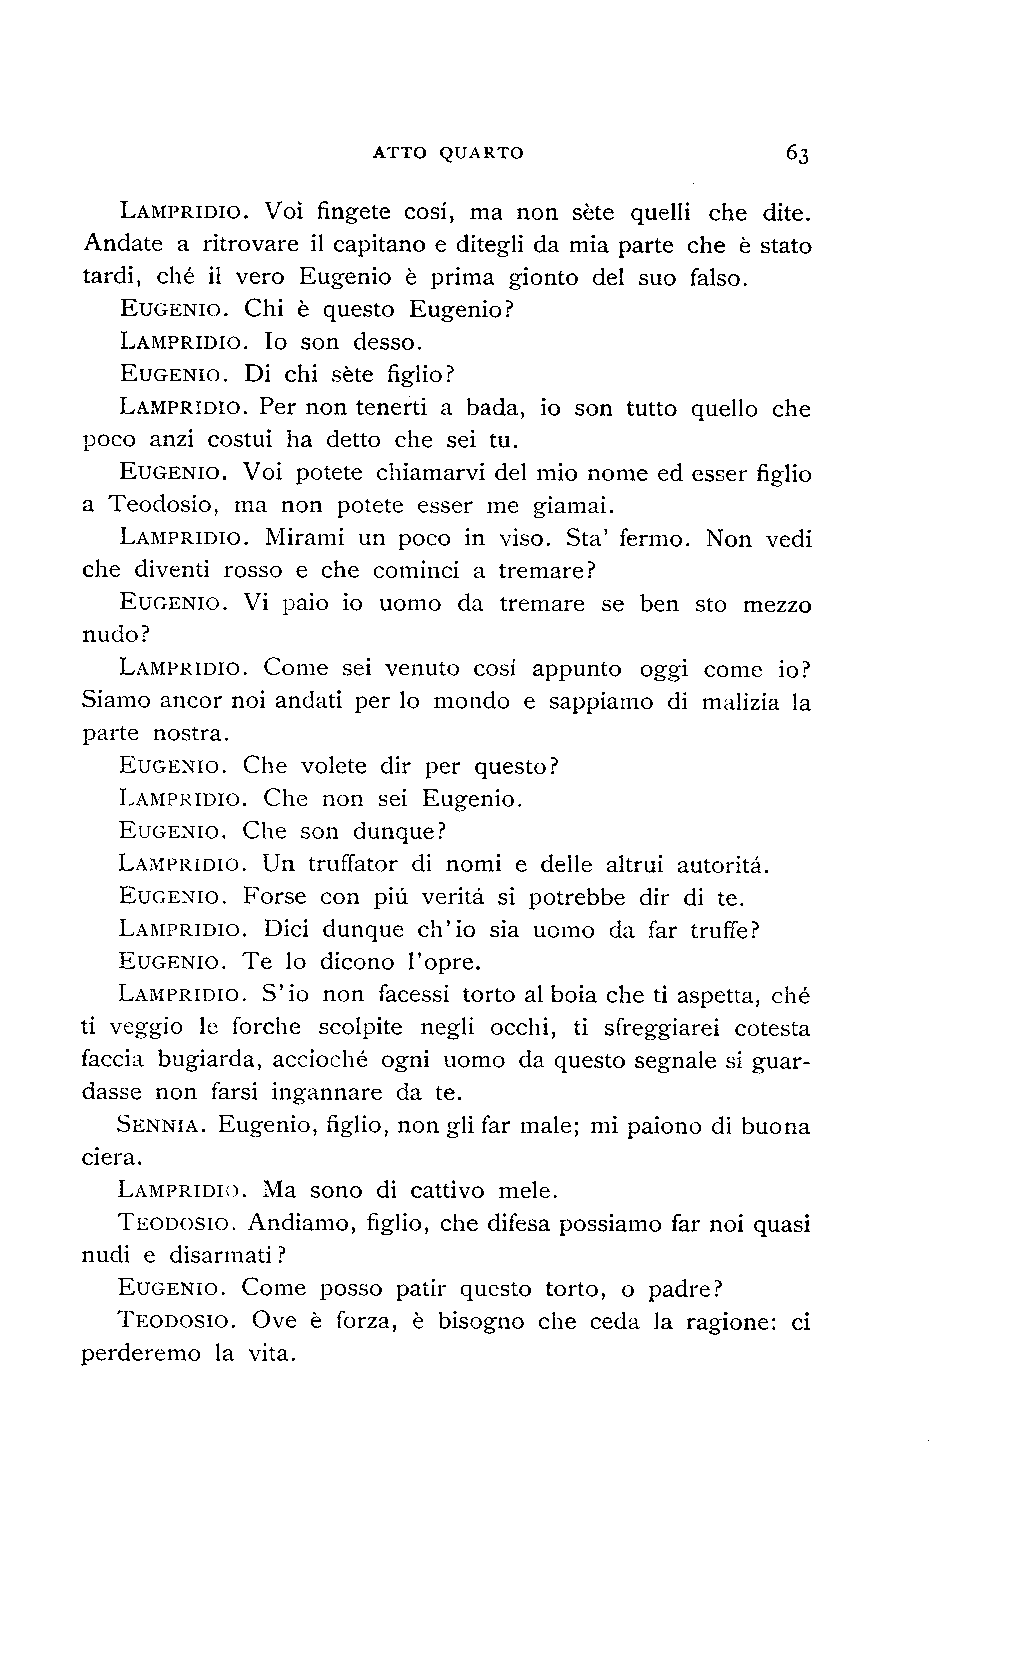 ATTO QUARTO 63
LAMPRIDIO. Voi fingete cosí, ma non sète quelli che dite.
Andate a ritrovare il capitano e ditegli da mia parte che è stato
tardi, ché il vero Eugenio è prima gionto del suo falso.
EUGENIO. Chi è questo Eugenio?
LAMPRIDIO. Io son desso.
EUGENIO. Di chi sète figlio?
LAMPRIDIO. Per non tenerti a bada, io son tutto quello che
poco anzi costui ha detto che sei tu.
EUGENIO. Voi potete chiamarvi del mio nome ed esser figlio
a Teodosio, ma non potete esser me giamai.
LAMPRIDIO. Mirami un poco in viso. Sta' fermo. Non vedi
che diventi rosso e che cominci a tremare?
EUGENIO. Vi paio io uomo da tremare se ben sto mezzo
nudo?
LAMPRIDIO. Come sei venuto cosí appunto oggi come io?
Siamo ancor noi andati per lo mondo e sappiamo di malizia la
parte nostra.
EUGENIO. Che volete dir per questo?
LAMPRIDIO. Che non sei Eugenio.
EUGENIO. Che son dunque?
LAMPRIDIO. Un truffator di nomi e delle altrui autoritá.
EUGENIO. Forse con piú veritá si potrebbe dir di te.
LAMPRIDIO. Dici dunque ch'io sia uomo da far truffe?
EUGENIO. Te lo dicono l'opre.
LAMPRIDIO. S'io non facessi torto al boia che ti aspetta, ché
ti veggio le forche scolpite negli occhi, ti sfreggiarei cotesta
faccia bugiarda, accioché ogni uomo da questo segnale si guar-
dasse non farsi ingannare da te.
SENNIA. Eugenio, figlio, non gli far male; mi paiono di buona
ciera.
LAMPRIDIO. Ma sono di cattivo mele.
TEODOSIO. Andiamo, figlio, che difesa possiamo far noi quasi
nudi e disarmati?
EUGENIO. Come posso patir questo torto, o padre?
TEODOSIO. Ove è forza, è bisogno che ceda la ragione: ci
perderemo la vita.